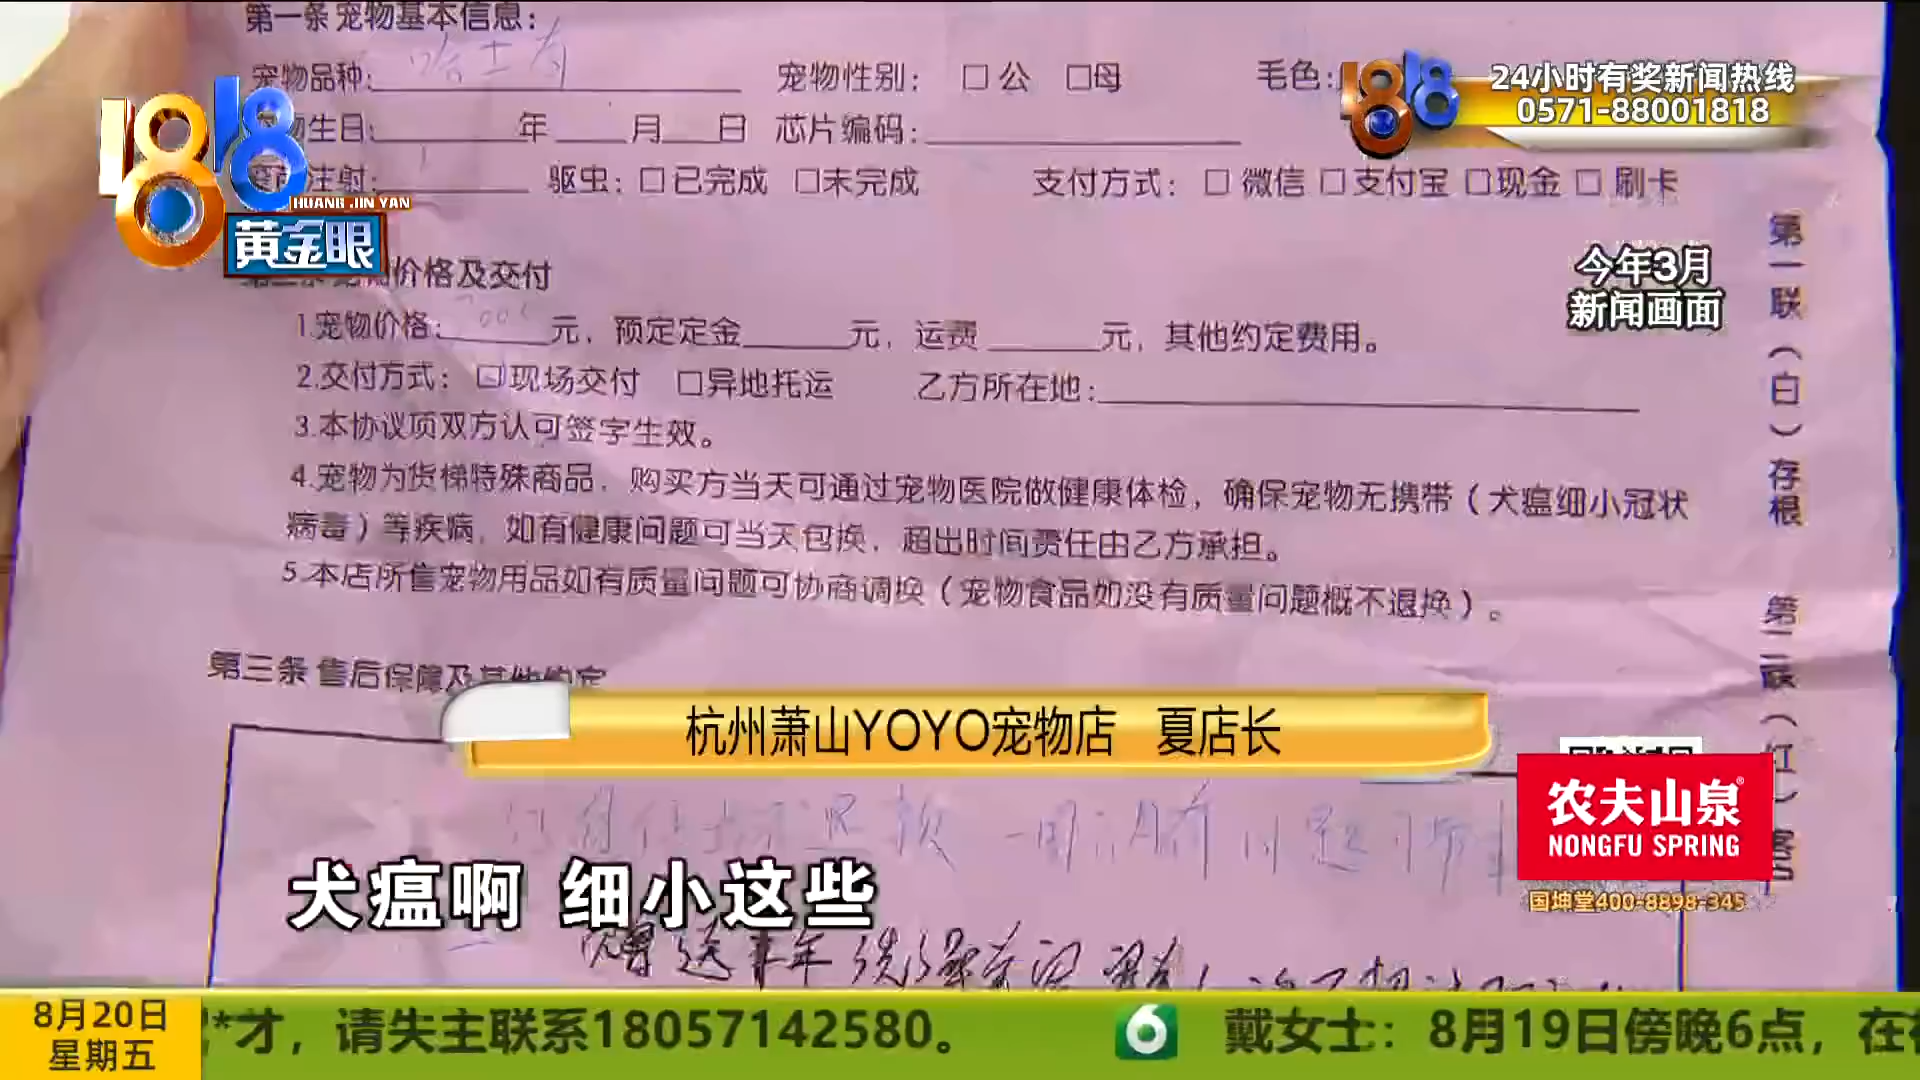 第一条 宠物基本信息：
宠物品种： 哈士奇 宠物性别： □ 公 □母 毛色：
物生日： 年 月 日 芯片编码：
注射： 驱虫：□已完成 □未完成 支付方式： □ 微信 □支付宝 □现金 □ 刷卡
价格及交付
1.宠物价格： 元，预定定金 元，运费 元，其他约定费用。
2.交付方式： □现场交付 □异地托运 乙方所在地：
3.本协议项双方认可签字生效。
4.宠物为货梯特殊商品，购买方当天可通过宠物医院做健康体检，确保宠物无携带（犬瘟细小冠状
病毒）等疾病，如有健康问题可当天包换，超出时间责任由乙方承担。
5.本店所售宠物用品如有质量问题可协商调换（宠物食品如没有质量问题概不退换）。
第三条 售后保障及其他约定
第一联（白）存根
第二联（红）客户
1818
HUANG JIN YAN
黄金眼
1818
24小时有奖新闻热线
0571-88001818
今年3月
新闻画面
杭州萧山YOYO宠物店 夏店长
农夫山泉®
NONGFU SPRING
国坤堂400-8898-345
犬瘟啊 细小这些
赠送
8月20日
星期五
*才，请失主联系18057142580。
6
戴女士：8月19日傍晚6点，在